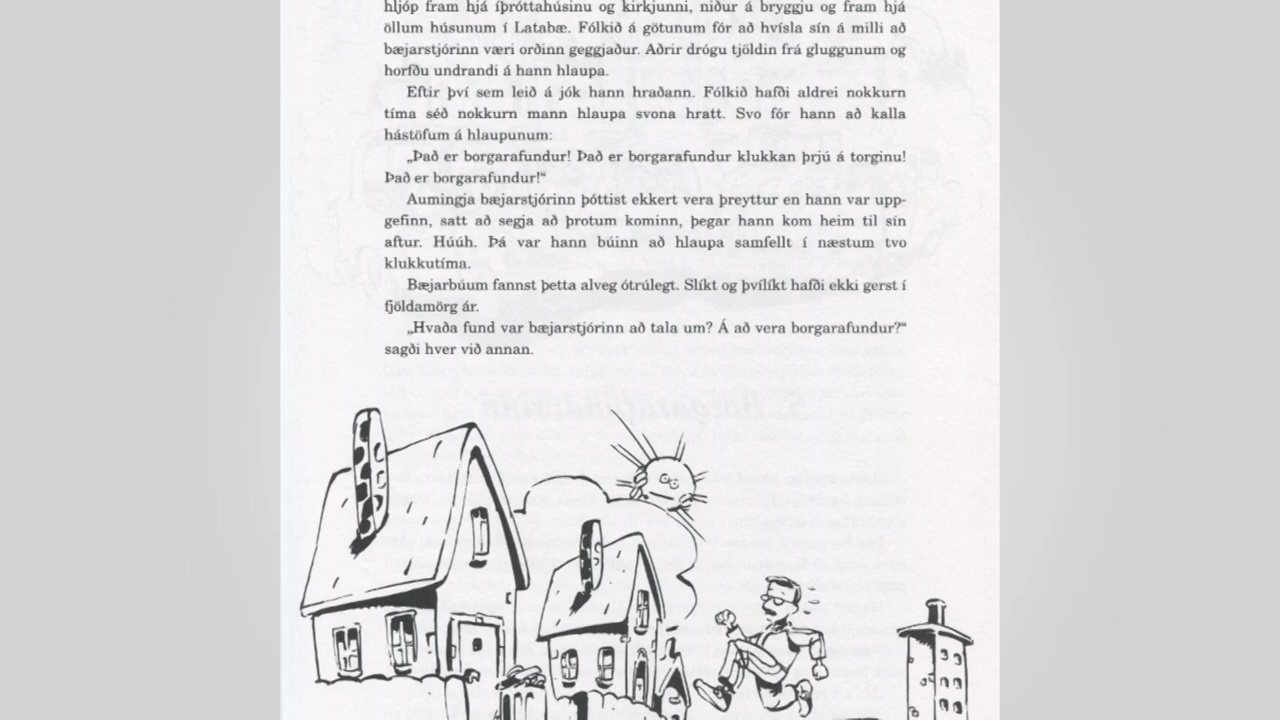 hljóp fram hjá íþróttahúsinu og kirkjunni, niður á bryggju og fram hjá
öllum húsunum í Latabæ. Fólkið á götunum fór að hvísla sín á milli að
bæjarstjórinn væri orðinn geggjaður. Aðrir drógu tjöldin frá gluggunum og
horfðu undrandi á hann hlaupa.
Eftir því sem leið á jók hann hraðann. Fólkið hafði aldrei nokkurn
tíma séð nokkurn mann hlaupa svona hratt. Svo fór hann að kalla
hástöfum á hlaupunum:
„Það er borgarafundur! Það er borgarafundur klukkan þrjú á torginu!
Það er borgarafundur!“
Aumingja bæjarstjórinn þóttist ekkert vera þreyttur en hann var upp-
gefinn, satt að segja að þrotum kominn, þegar hann kom heim til sín
aftur. Húúh. Þá var hann búinn að hlaupa samfellt í næstum tvo
klukkutíma.
Bæjarbúum fannst þetta alveg ótrúlegt. Slíkt og þvílíkt hafði ekki gerst í
fjöldamörg ár.
„Hvaða fund var bæjarstjórinn að tala um? Á að vera borgarafundur?“
sagði hver við annan.